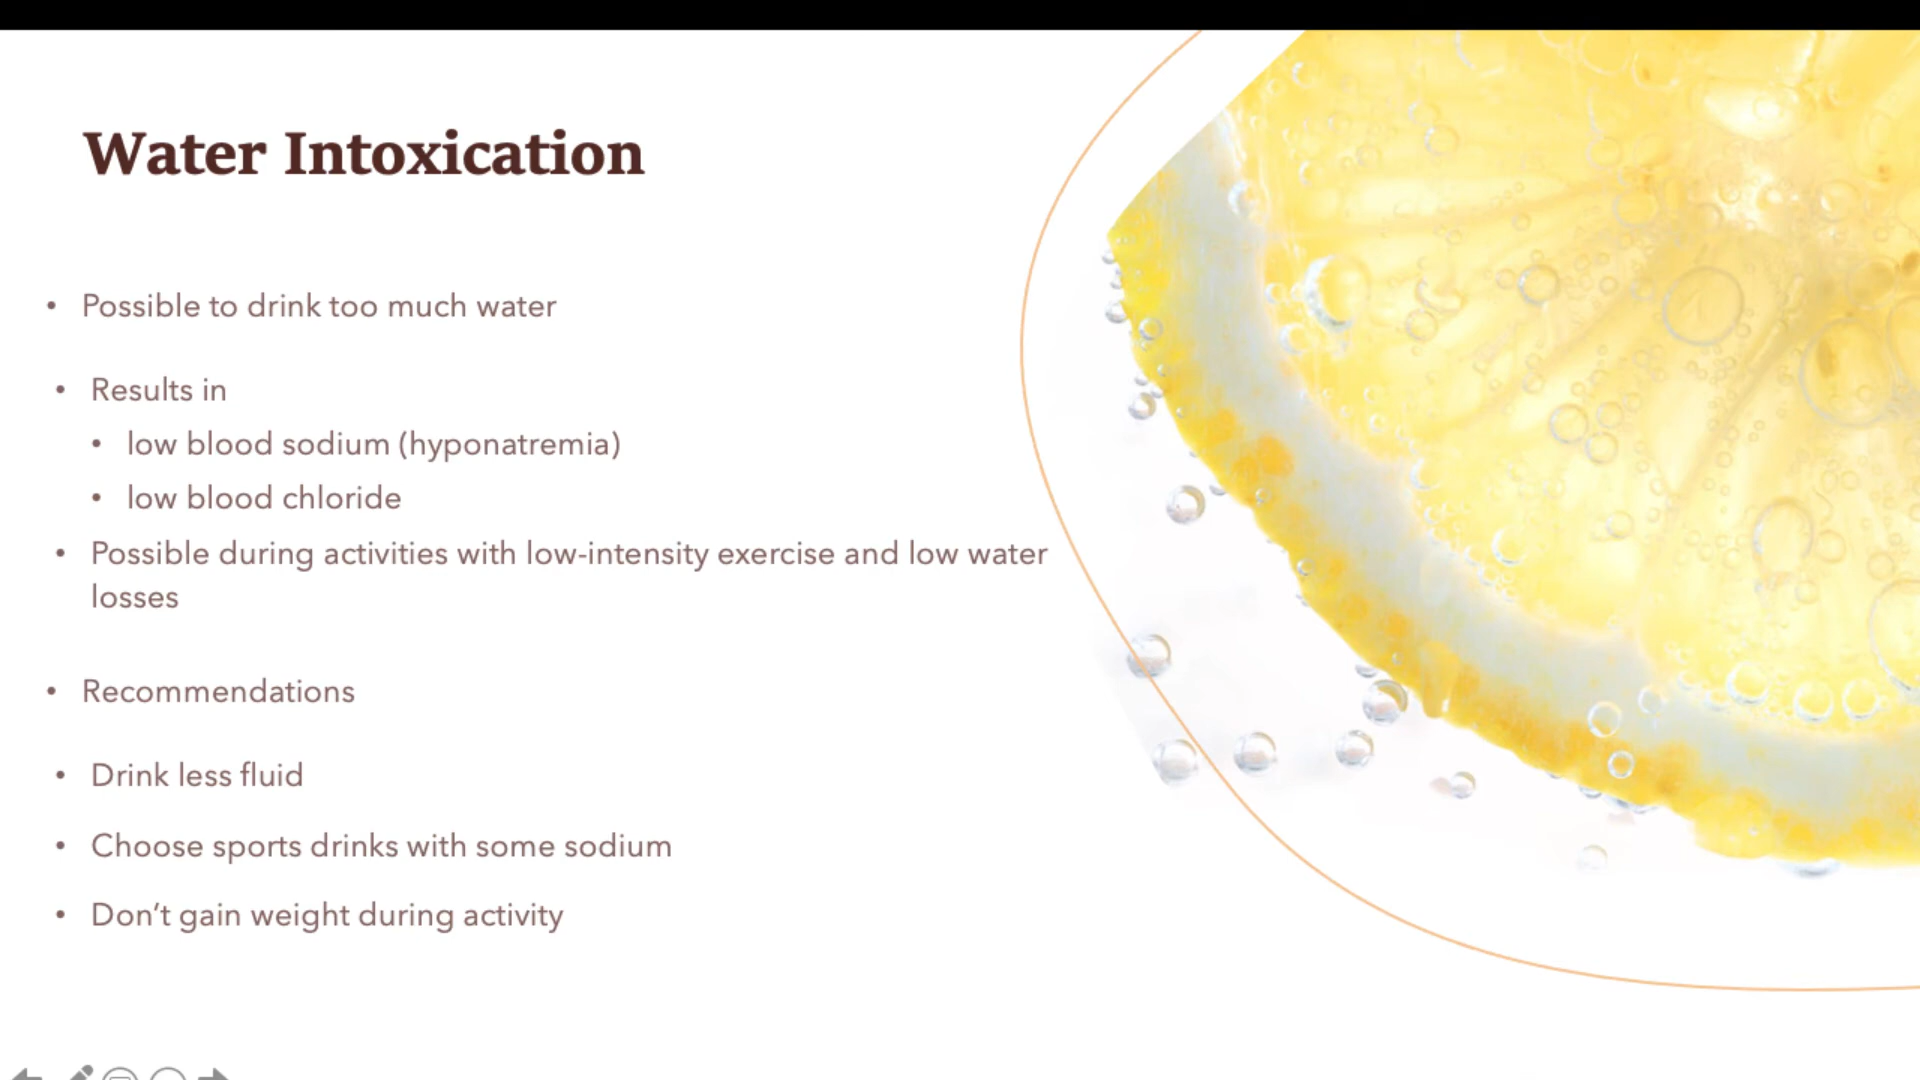 Water Intoxication
• Possible to drink too much water
• Results in
• low blood sodium (hyponatremia)
• low blood chloride
• Possible during activities with low-intensity exercise and low water
losses
• Recommendations
• Drink less fluid
• Choose sports drinks with some sodium
• Don’t gain weight during activity